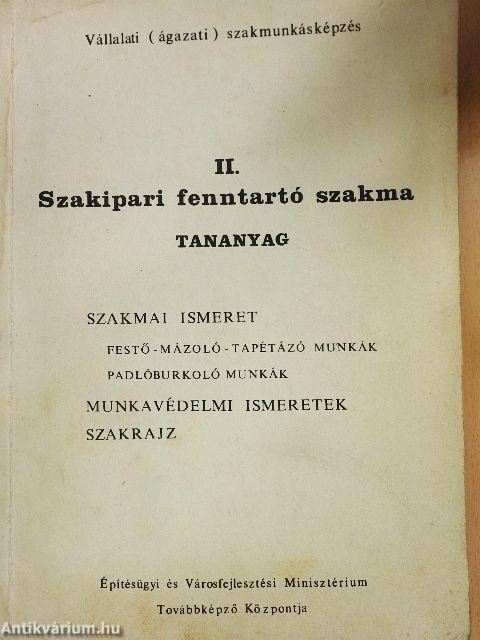 Vállalati ( ágazati ) szakmunkásképzés
II.
Szakipari fenntartó szakma
TANANYAG
SZAKMAI ISMERET
FESTŐ-MÁZOLÓ-TAPÉTÁZÓ MUNKÁK
PADLÓBURKOLÓ MUNKÁK
MUNKAVÉDELMI ISMERETEK
SZAKRAJZ
Építésügyi és Városfejlesztési Minisztérium
Továbbképző Központja
Antikvárium.hu